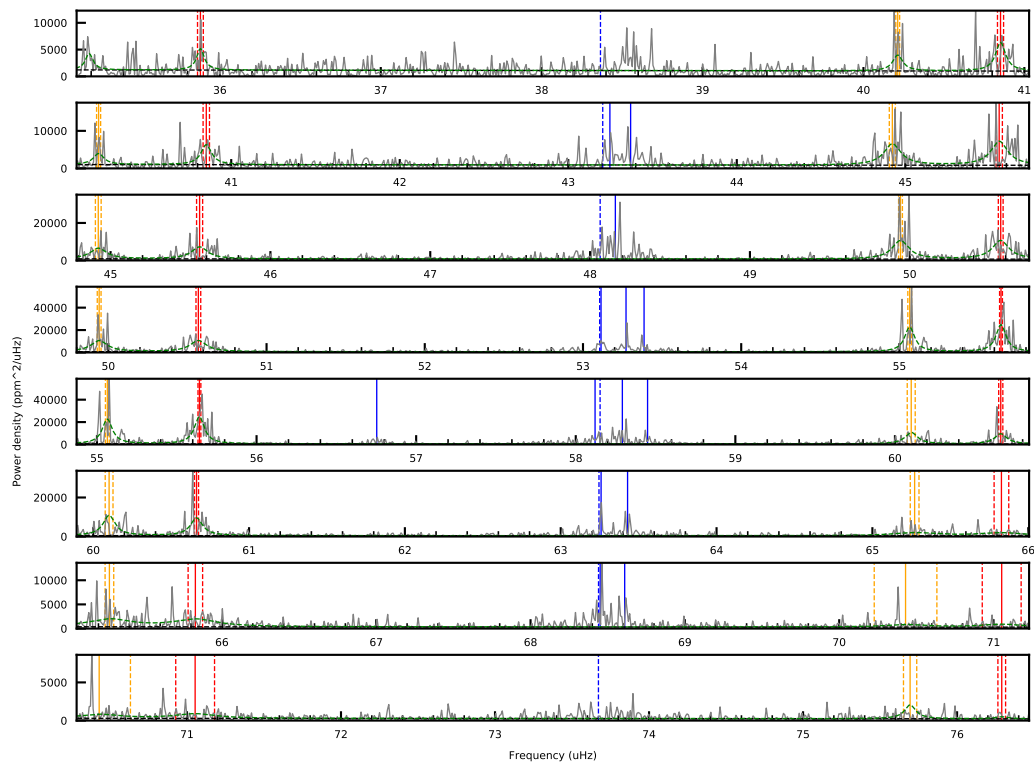 10000
5000
0
36 37 38 39 40 41
10000
0
41 42 43 44 45
20000
0
45 46 47 48 49 50
40000
20000
0
50 51 52 53 54 55
40000
20000
0
55 56 57 58 59 60
20000
0
60 61 62 63 64 65 66
10000
5000
0
66 67 68 69 70 71
5000
0
71 72 73 74 75 76
Power density (ppm^2/uHz)
Frequency (uHz)